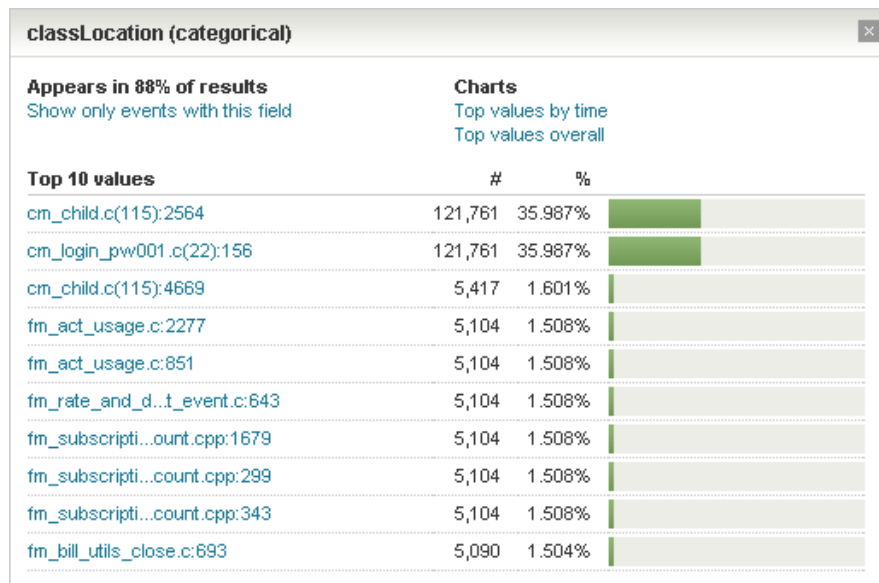 classLocation (categorical)
Appears in 88% of results
Show only events with this field
Charts
Top values by time
Top values overall
Top 10 values # %
cm_child.c(115):2564 121,761 35.987%
cm_login_pw001.c(22):156 121,761 35.987%
cm_child.c(115):4669 5,417 1.601%
fm_act_usage.c:2277 5,104 1.508%
fm_act_usage.c:851 5,104 1.508%
fm_rate_and_d...t_event.c:643 5,104 1.508%
fm_subscripti...ount.cpp:1679 5,104 1.508%
fm_subscripti...count.cpp:299 5,104 1.508%
fm_subscripti...count.cpp:343 5,104 1.508%
fm_bill_utils_close.c:693 5,090 1.504%